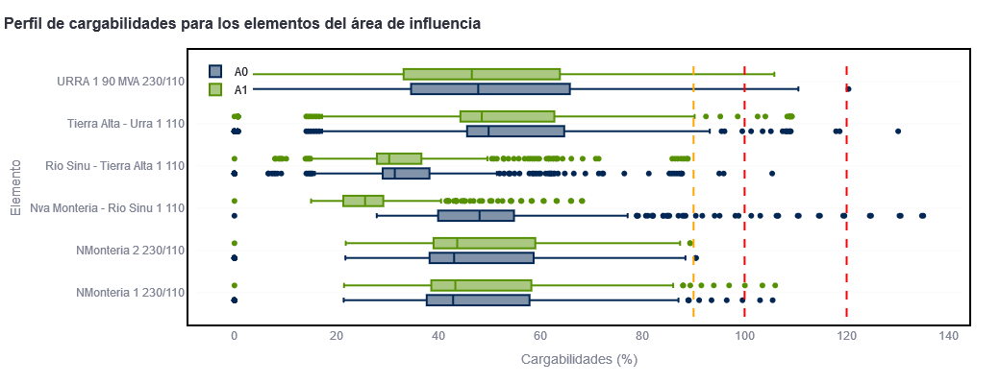 Perfil de cargabilidades para los elementos del área de influencia
A0
A1
URRA 1 90 MVA 230/110
Tierra Alta - Urra 1 110
Rio Sinu - Tierra Alta 1 110
Nva Monteria - Rio Sinu 1 110
NMonteria 2 230/110
NMonteria 1 230/110
Elemento
0 20 40 60 80 100 120 140
Cargabilidades (%)